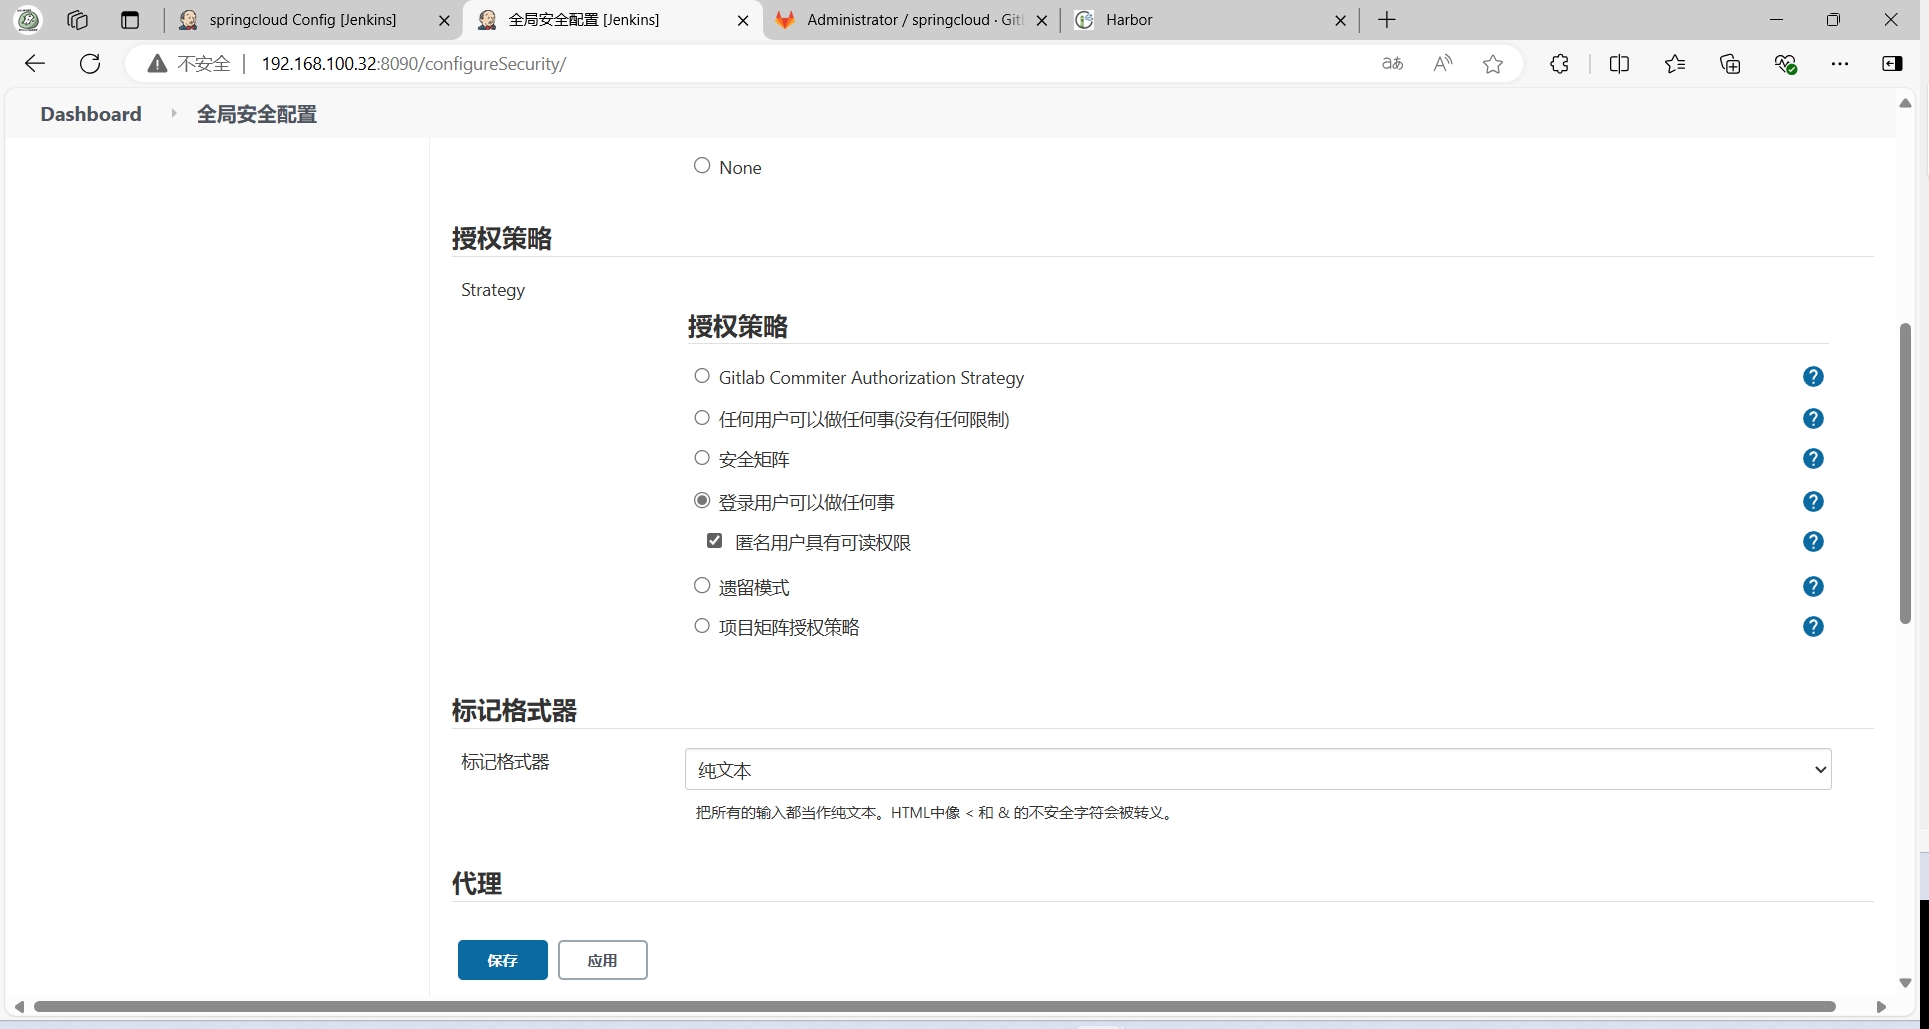 springcloud Config [Jenkins]
全局安全配置 [Jenkins]
Administrator / springcloud · Git
Harbor
不安全
192.168.100.32:8090/configureSecurity/
Dashboard
全局安全配置
None
授权策略
Strategy
授权策略
Gitlab Commiter Authorization Strategy
任何用户可以做任何事(没有任何限制)
安全矩阵
登录用户可以做任何事
匿名用户具有可读权限
遗留模式
项目矩阵授权策略
标记格式器
标记格式器
纯文本
把所有的输入都当作纯文本。HTML中像 < 和 & 的不安全字符会被转义。
代理
保存
应用